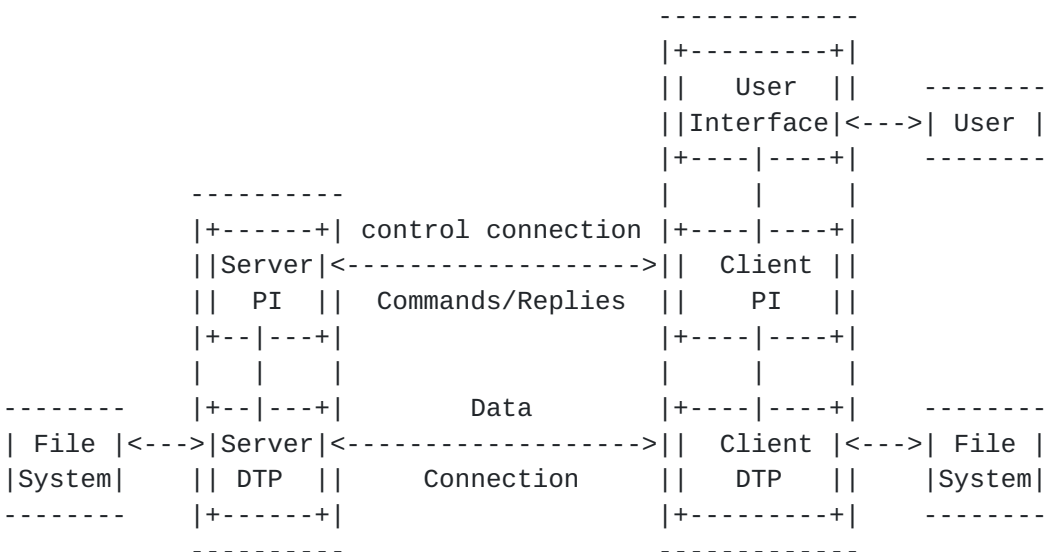 -------------
                                          |+---------+|
                                          ||   User  ||    --------
                                          ||Interface|<--->| User |
                                          |+----|----+|    --------
            ----------                    |     |     |
            |+------+| control connection |+----|----+|
            ||Server|<------------------->||  Client ||
            ||  PI  ||  Commands/Replies  ||    PI   ||
            |+--|---+|                    |+----|----+|
            |   |    |                    |     |     |
--------    |+--|---+|        Data        |+----|----+|    --------
| File |<--->|Server|<------------------->||  Client |<--->| File |
|System|    || DTP  ||     Connection     ||   DTP   ||    |System|
--------    |+------+|                    |+---------+|    --------
            ----------                    -------------